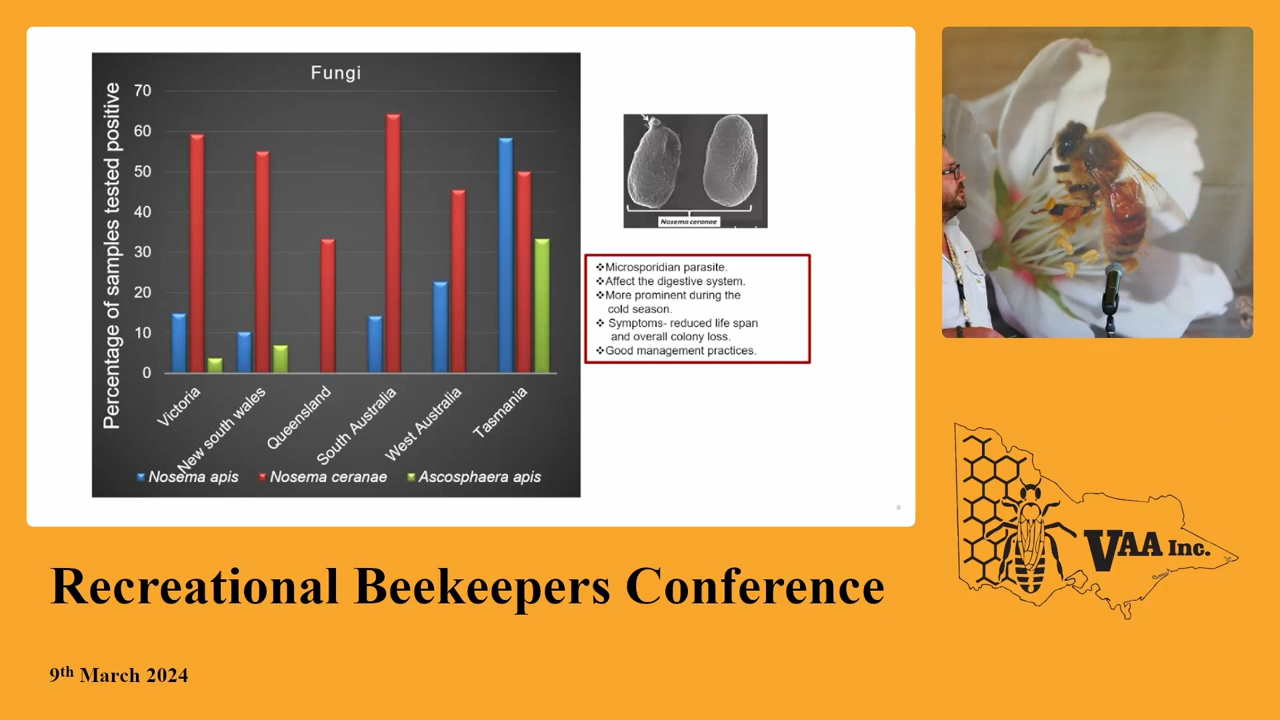 Fungi
Percentage of samples tested positive
70
60
50
40
30
20
10
0
Victoria
New south wales
Queensland
South Australia
West Australia
Tasmania
Nosema apis
Nosema ceranae
Ascosphaera apis
Nosema ceranae
❖Microsporidian parasite.
❖Affect the digestive system.
❖More prominent during the
cold season.
❖ Symptoms- reduced life span
and overall colony loss.
❖Good management practices.
8
VAA Inc.
Recreational Beekeepers Conference
9th March 2024